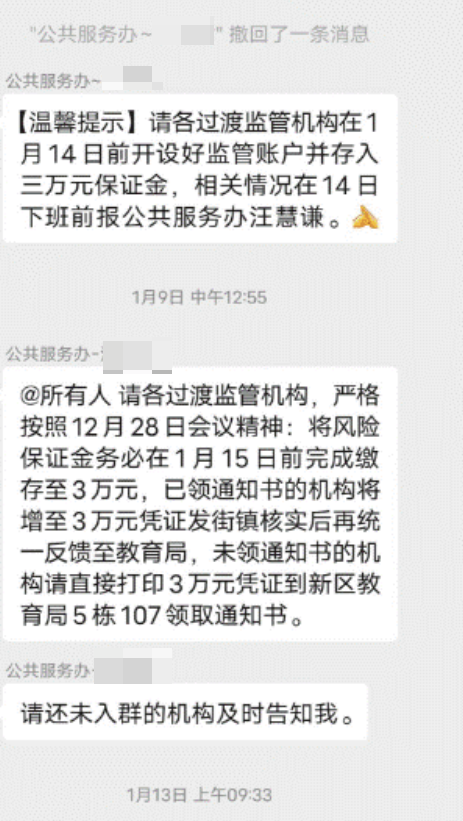 "公共服务办~ " 撤回了一条消息
公共服务办~
【温馨提示】请各过渡监管机构在1
月14日前开设好监管账户并存入
三万元保证金，相关情况在14日
下班前报公共服务办汪慧谦。🙏
1月9日 中午12:55
公共服务办-
@所有人 请各过渡监管机构，严格
按照12月28日会议精神：将风险
保证金务必在1月15日前完成缴
存至3万元，已领通知书的机构将
增至3万元凭证发街镇核实后再统
一反馈至教育局，未领通知书的机
构请直接打印3万元凭证到新区教
育局5栋107领取通知书。
公共服务办-
请还未入群的机构及时告知我。
1月13日 上午09:33